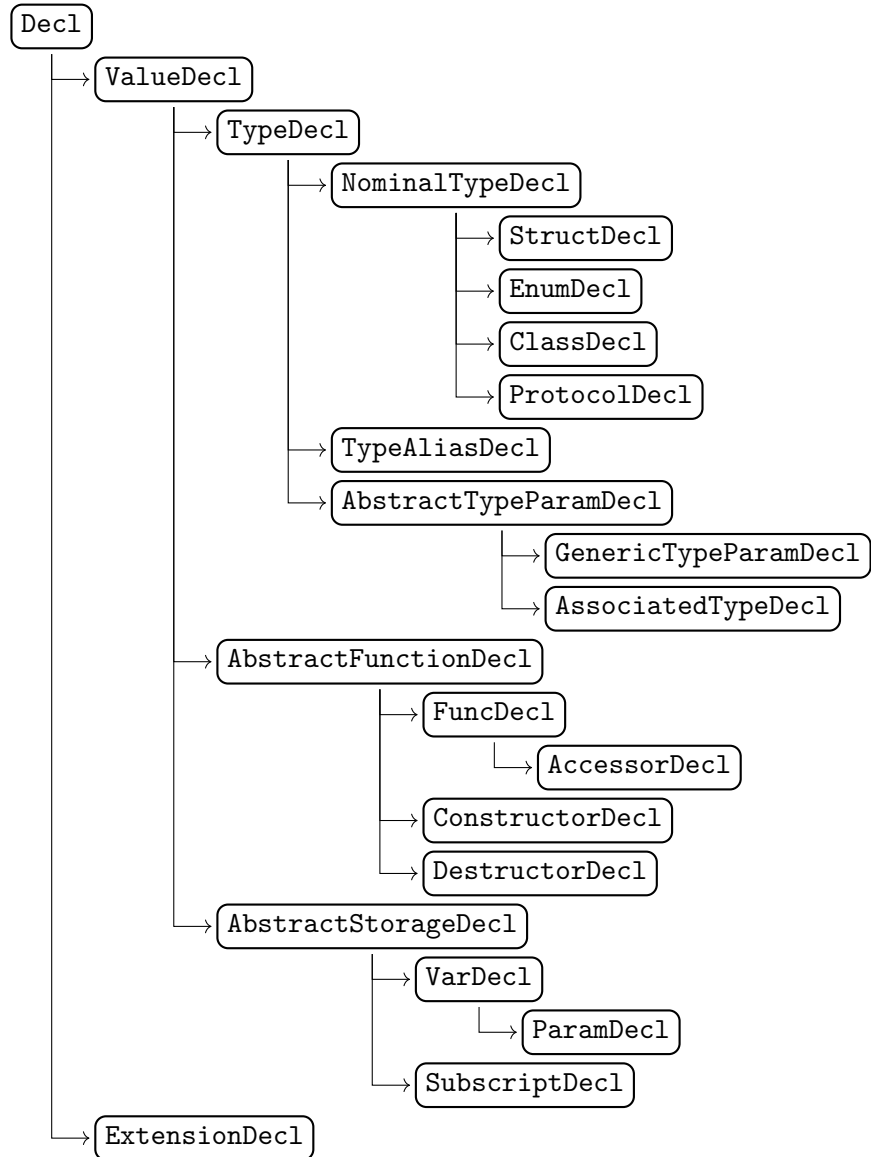 Decl
ValueDecl
TypeDecl
NominalTypeDecl
StructDecl
EnumDecl
ClassDecl
ProtocolDecl
TypeAliasDecl
AbstractTypeParamDecl
GenericTypeParamDecl
AssociatedTypeDecl
AbstractFunctionDecl
FuncDecl
AccessorDecl
ConstructorDecl
DestructorDecl
AbstractStorageDecl
VarDecl
ParamDecl
SubscriptDecl
ExtensionDecl